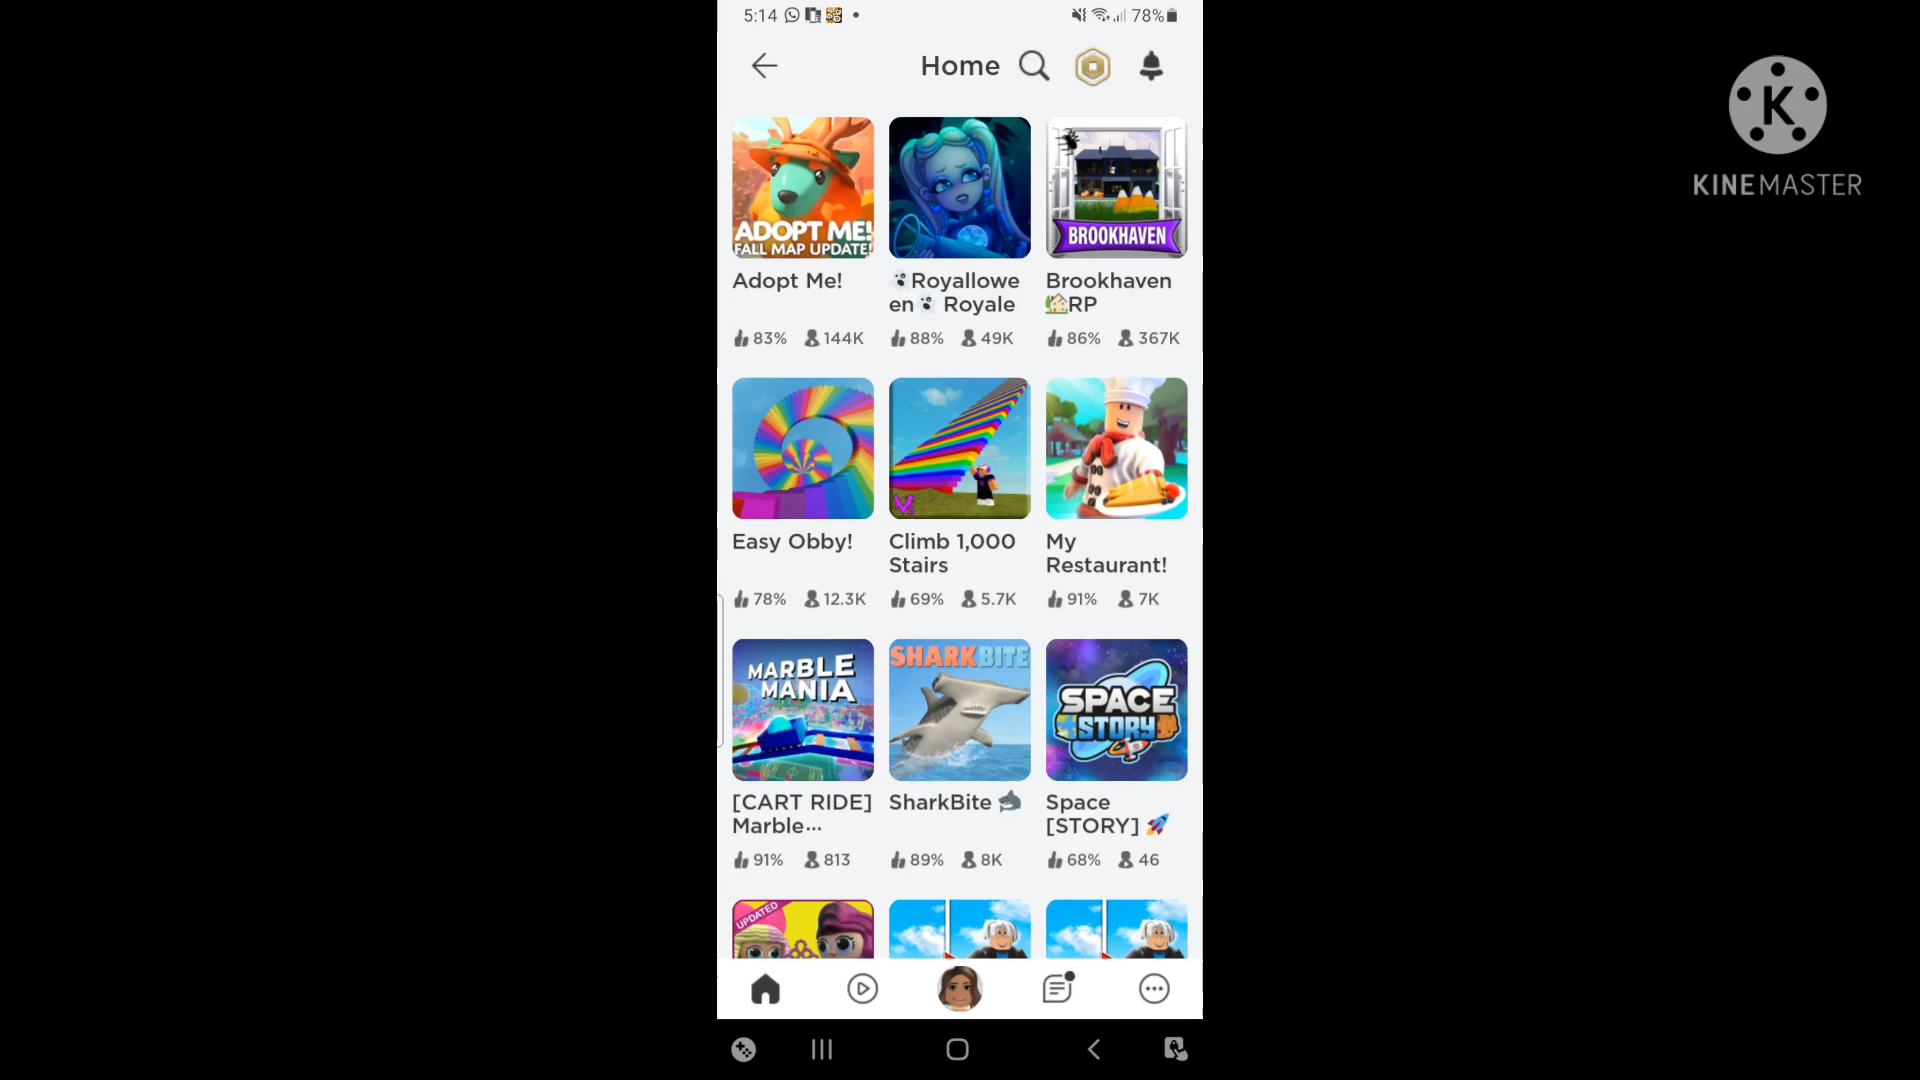 5:14 78%
Home
KINEMASTER
ADOPT ME!
FALL MAP UPDATE!
BROOKHAVEN
Adopt Me!
👻Royallowe
en👻 Royale
Brookhaven
🏡RP
83% 144K
88% 49K
86% 367K
Easy Obby!
Climb 1,000
Stairs
My
Restaurant!
78% 12.3K
69% 5.7K
91% 7K
MARBLE
MANIA
SHARKBITE
SPACE
STORY
[CART RIDE]
Marble...
SharkBite 🦈
Space
[STORY] 🚀
91% 813
89% 8K
68% 46
UPDATED